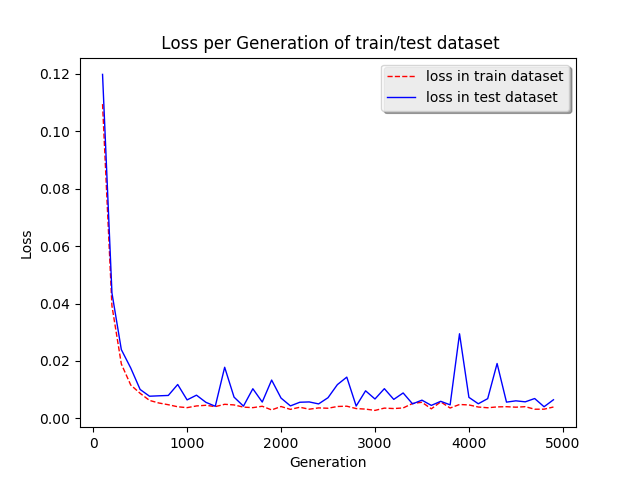 Loss per Generation of train/test dataset
loss in train dataset
loss in test dataset
0.12
0.10
0.08
0.06
0.04
0.02
0.00
Loss
0
1000
2000
3000
4000
5000
Generation